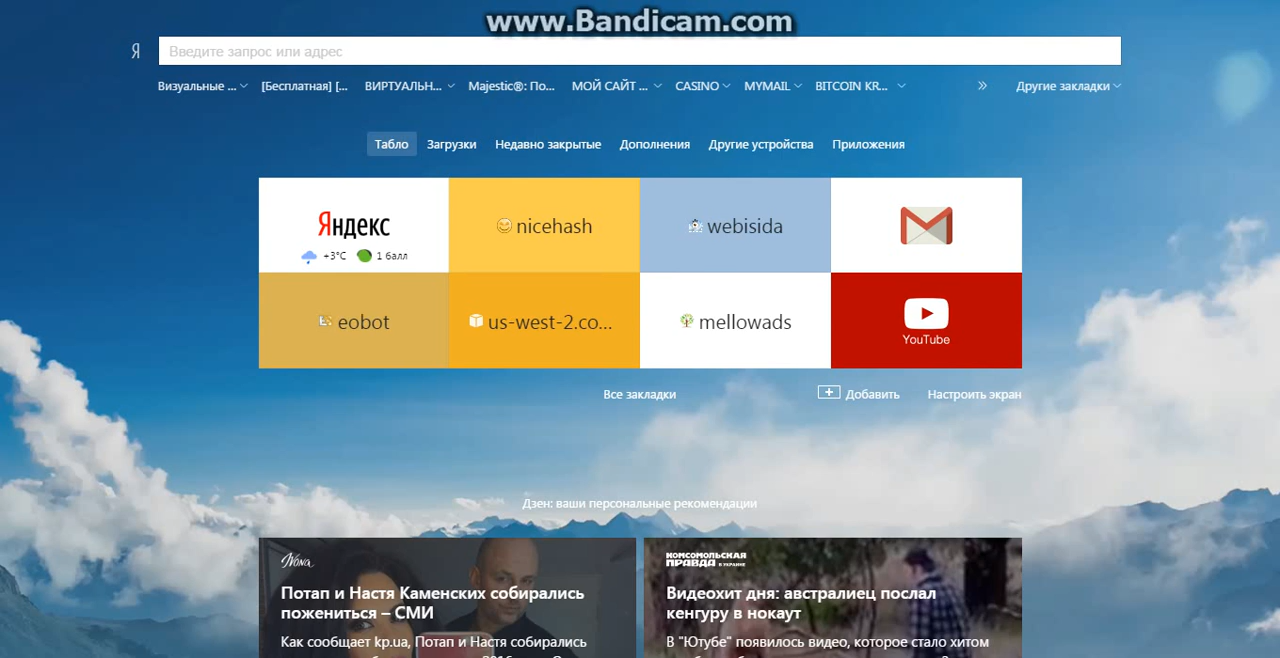 www.Bandicam.com
Я Введите запрос или адрес
Визуальные ... [Бесплатная] [... ВИРТУАЛЬН... Majestic®: По... МОЙ САЙТ ... CASINO MYMAIL BITCOIN KR... » Другие закладки
Табло Загрузки Недавно закрытые Дополнения Другие устройства Приложения
Яндекс nicehash webisida
+3°C 1 балл
eobot us-west-2.co... mellowads YouTube
Все закладки Добавить Настроить экран
Дзен: ваши персональные рекомендации
Nona
Потап и Настя Каменских собирались
пожениться – СМИ
Как сообщает kp.ua, Потап и Настя собирались
КОМСОМОЛЬСКАЯ
ПРАВДА В УКРАИНЕ
Видеохит дня: австралиец послал
кенгуру в нокаут
В "Ютубе" появилось видео, которое стало хитом